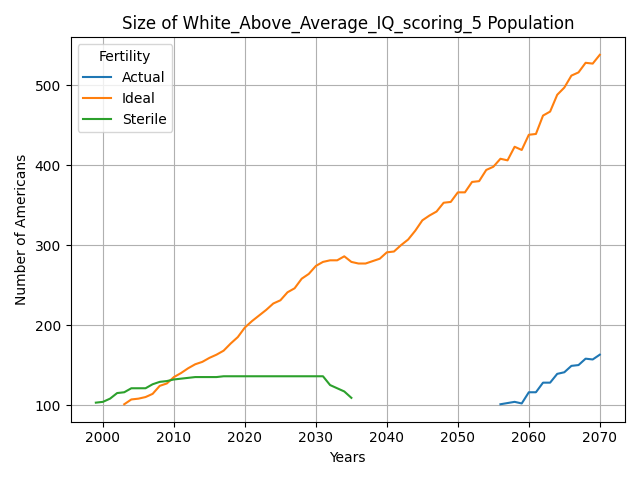 Size of White_Above_Average_IQ_scoring_5 Population
Fertility
Actual
Ideal
Sterile
Number of Americans
500
400
300
200
100
2000
2010
2020
2030
2040
2050
2060
2070
Years